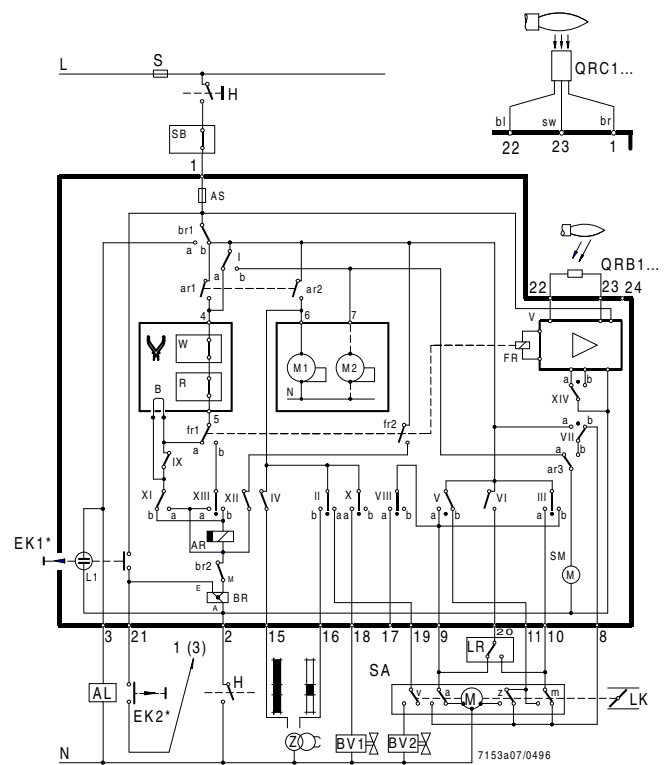 L
S
H
SB
1
QRC1...
bl
sw
br
22
23
1
AS
br1
a
b
I
a
b
ar1
ar2
QRB1...
22
23
24
4
6
7
V
W
R
M1
M2
N
FR
B
5
fr1
a
b
fr2
a
b
XIV
a
b
VII
a
b
ar3
IX
XI
XIII
XII
IV
II
X
VIII
V
VI
III
b
a
a
b
b
a
a
b
b
a
a
b
a
b
AR
br2
M
E
BR
A
SM
M
EK1*
L1
3
21
2
15
16
18
17
19
9
20
11
10
8
1 (3)
LR
AL
EK2*
H
SA
v
a
M
z
m
LK
Z
BV1
BV2
N
7153a07/0496